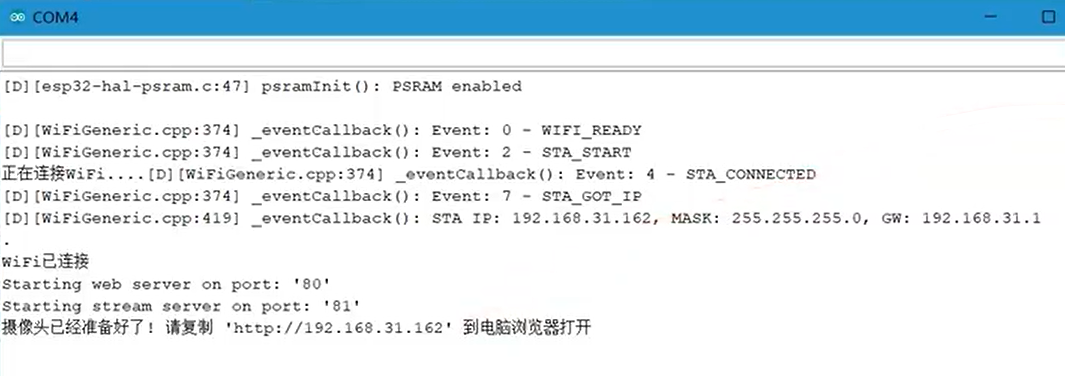 COM4
[D][esp32-hal-psram.c:47] psramInit(): PSRAM enabled
[D][WiFiGeneric.cpp:374] _eventCallback(): Event: 0 - WIFI_READY
[D][WiFiGeneric.cpp:374] _eventCallback(): Event: 2 - STA_START
正在连接WiFi....[D][WiFiGeneric.cpp:374] _eventCallback(): Event: 4 - STA_CONNECTED
[D][WiFiGeneric.cpp:374] _eventCallback(): Event: 7 - STA_GOT_IP
[D][WiFiGeneric.cpp:419] _eventCallback(): STA IP: 192.168.31.162, MASK: 255.255.255.0, GW: 192.168.31.1
.
WiFi已连接
Starting web server on port: '80'
Starting stream server on port: '81'
摄像头已经准备好了! 请复制 'http://192.168.31.162' 到电脑浏览器打开